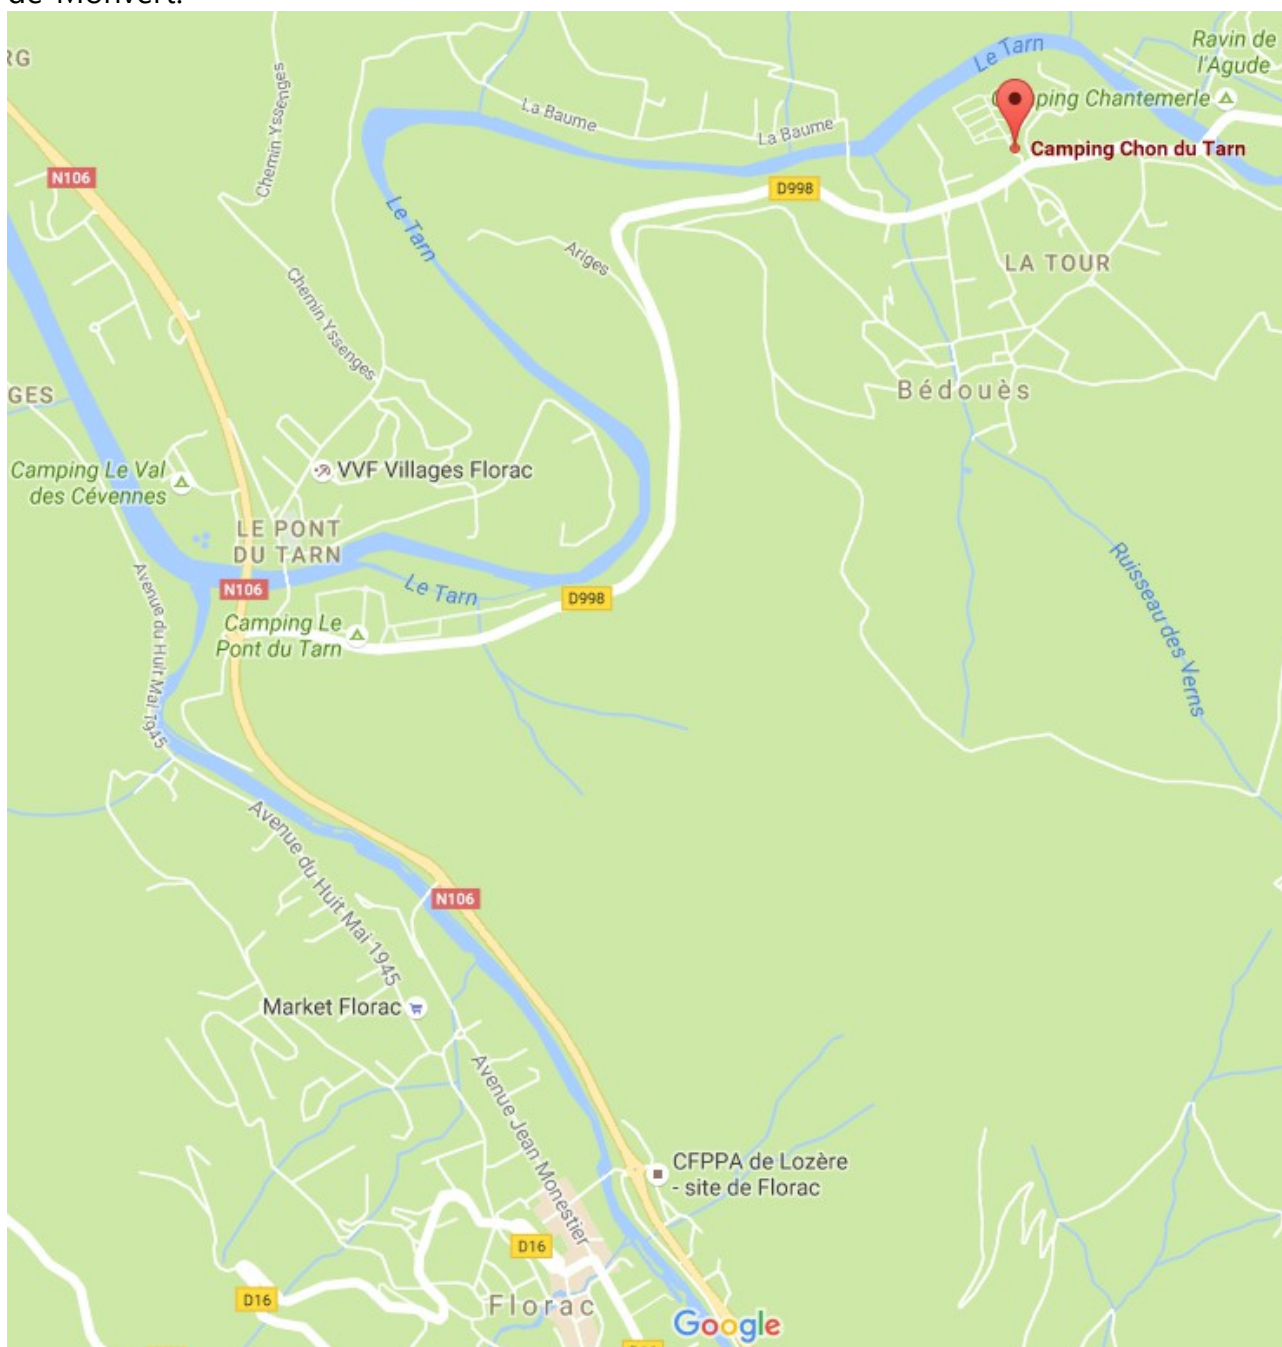 de-Monvert.
RG
Le Tarn
Ravin de
l'Agude
Chemin Yssenges
La Baume
La Baume
ping Chantemerle
Camping Chon du Tarn
N106
D998
Le Tarn
Ariges
LA TOUR
Chemin Yssenges
GES
Bédouès
Camping Le Val
des Cévennes
VVF Villages Florac
LE PONT
DU TARN
Ruisseau des Verns
Avenue du Huit Mai 1945
N106
Le Tarn
D998
Camping Le
Pont du Tarn
Avenue du Huit Mai 1945
N106
Market Florac
Avenue Jean Monestier
CFPPA de Lozère
- site de Florac
D16
D16
Florac
Google